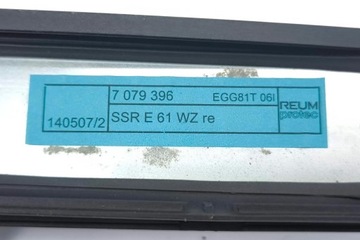 7 079 396 EGG81T 06I
REUM
protec
140507/2 SSR E 61 WZ re